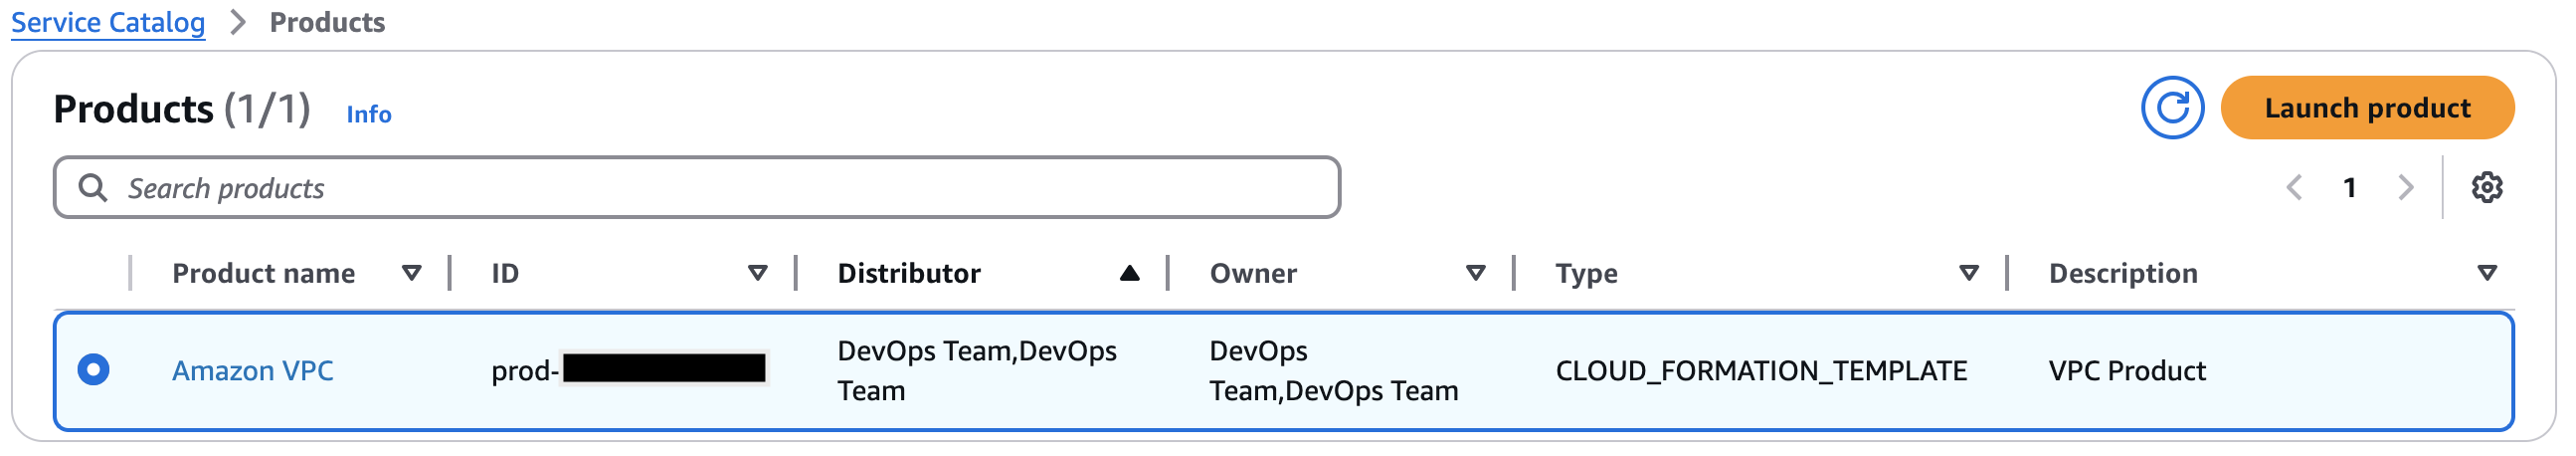 Service Catalog > Products
Products (1/1) Info
Launch product
Search products
1
Product name ID Distributor Owner Type Description
Amazon VPC prod- DevOps Team,DevOps Team DevOps Team,DevOps Team CLOUD_FORMATION_TEMPLATE VPC Product